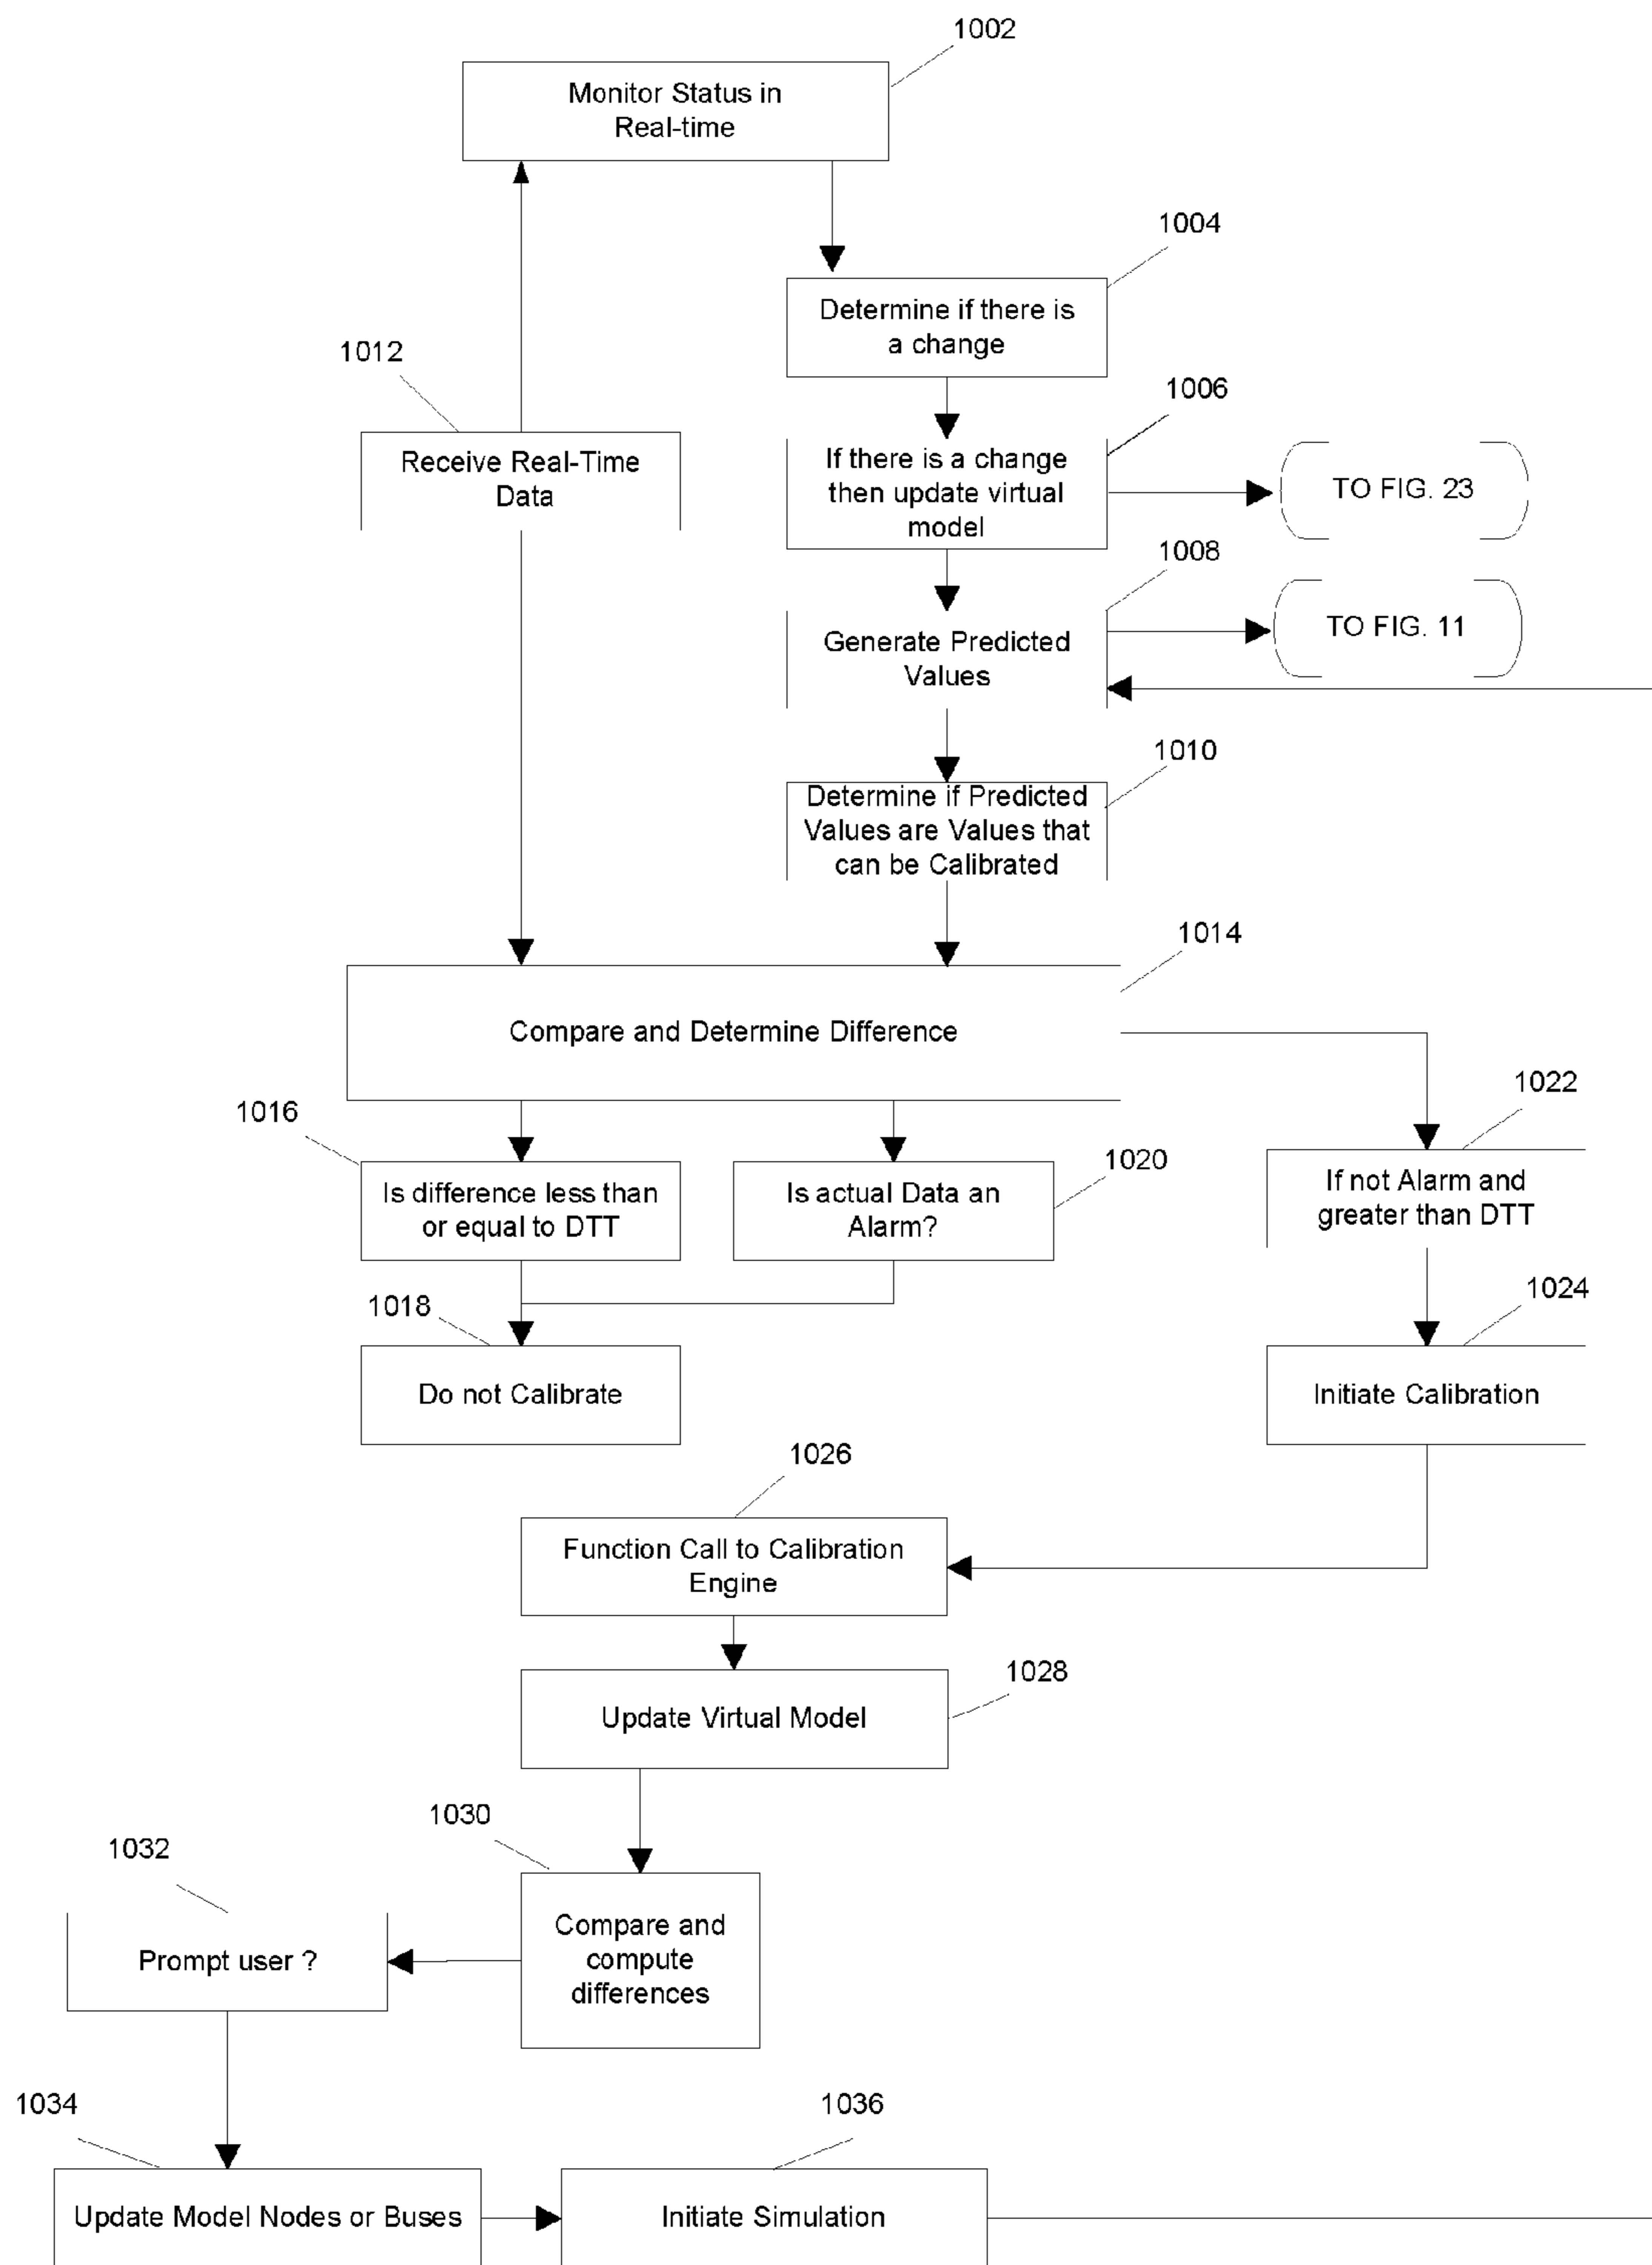 1002
Monitor Status in
Real-time
1004
Determine if there is
a change
1012
Receive Real-Time
Data
1006
If there is a change
then update virtual
model
TO FIG. 23
1008
Generate Predicted
Values
TO FIG. 11
1010
Determine if Predicted
Values are Values that
can be Calibrated
1014
Compare and Determine Difference
1016
Is difference less than
or equal to DTT
1020
Is actual Data an
Alarm?
1022
If not Alarm and
greater than DTT
1018
Do not Calibrate
1024
Initiate Calibration
1026
Function Call to Calibration
Engine
1028
Update Virtual Model
1030
Compare and
compute
differences
1032
Prompt user ?
1034
Update Model Nodes or Buses
1036
Initiate Simulation